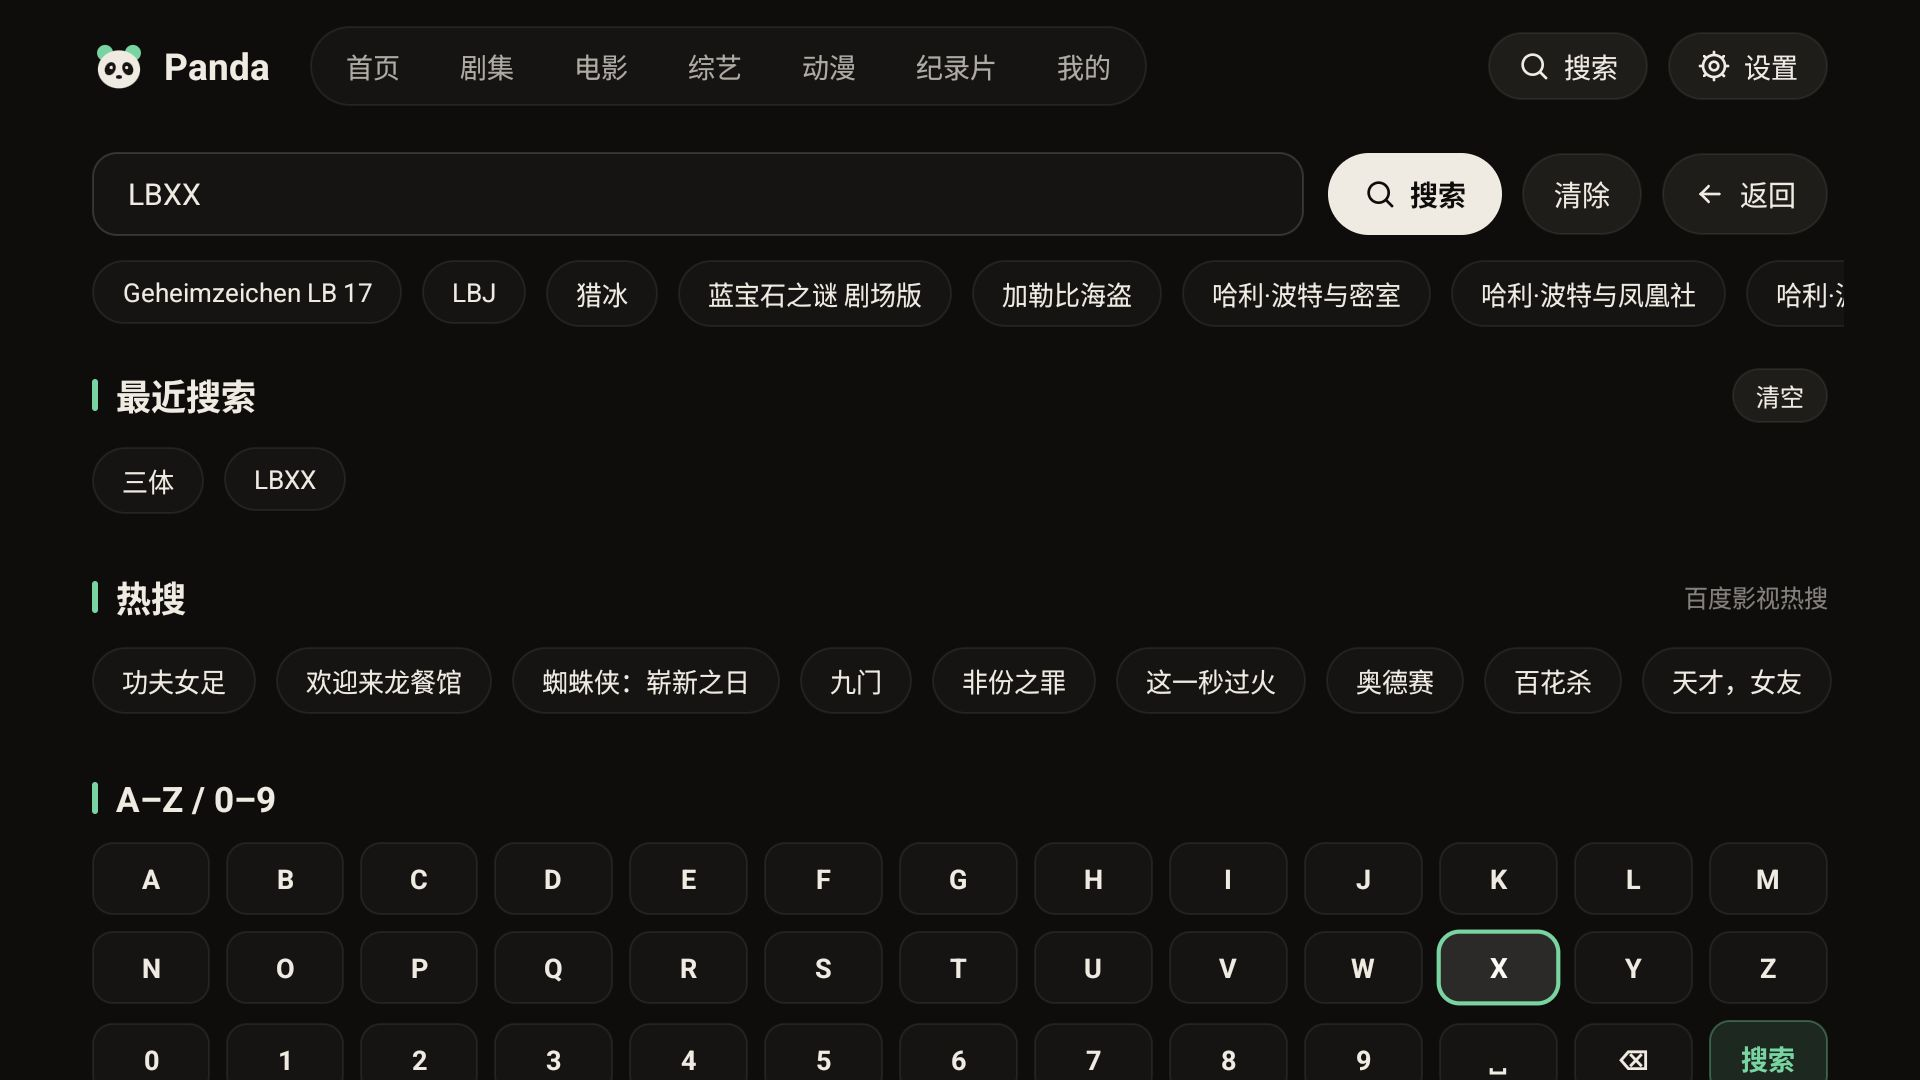 Panda 首页 剧集 电影 综艺 动漫 纪录片 我的 搜索 设置
LBXX 搜索 清除 返回
Geheimzeichen LB 17 LBJ 猎冰 蓝宝石之谜 剧场版 加勒比海盗 哈利·波特与密室 哈利·波特与凤凰社 哈利·
最近搜索 清空
三体 LBXX
热搜 百度影视热搜
功夫女足 欢迎来龙餐馆 蜘蛛侠：崭新之日 九门 非份之罪 这一秒过火 奥德赛 百花杀 天才，女友
A–Z / 0–9
A B C D E F G H I J K L M
N O P Q R S T U V W X Y Z
0 1 2 3 4 5 6 7 8 9 ⌴ ⌫ 搜索